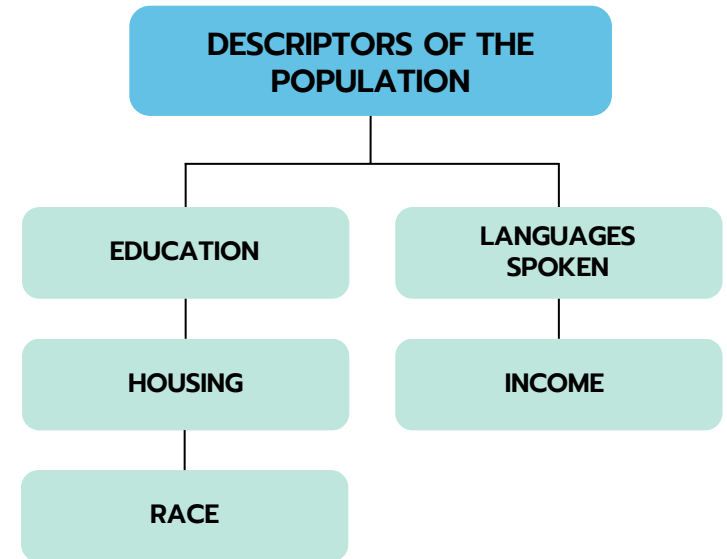 DESCRIPTORS OF THE
POPULATION
EDUCATION
LANGUAGES
SPOKEN
HOUSING
INCOME
RACE